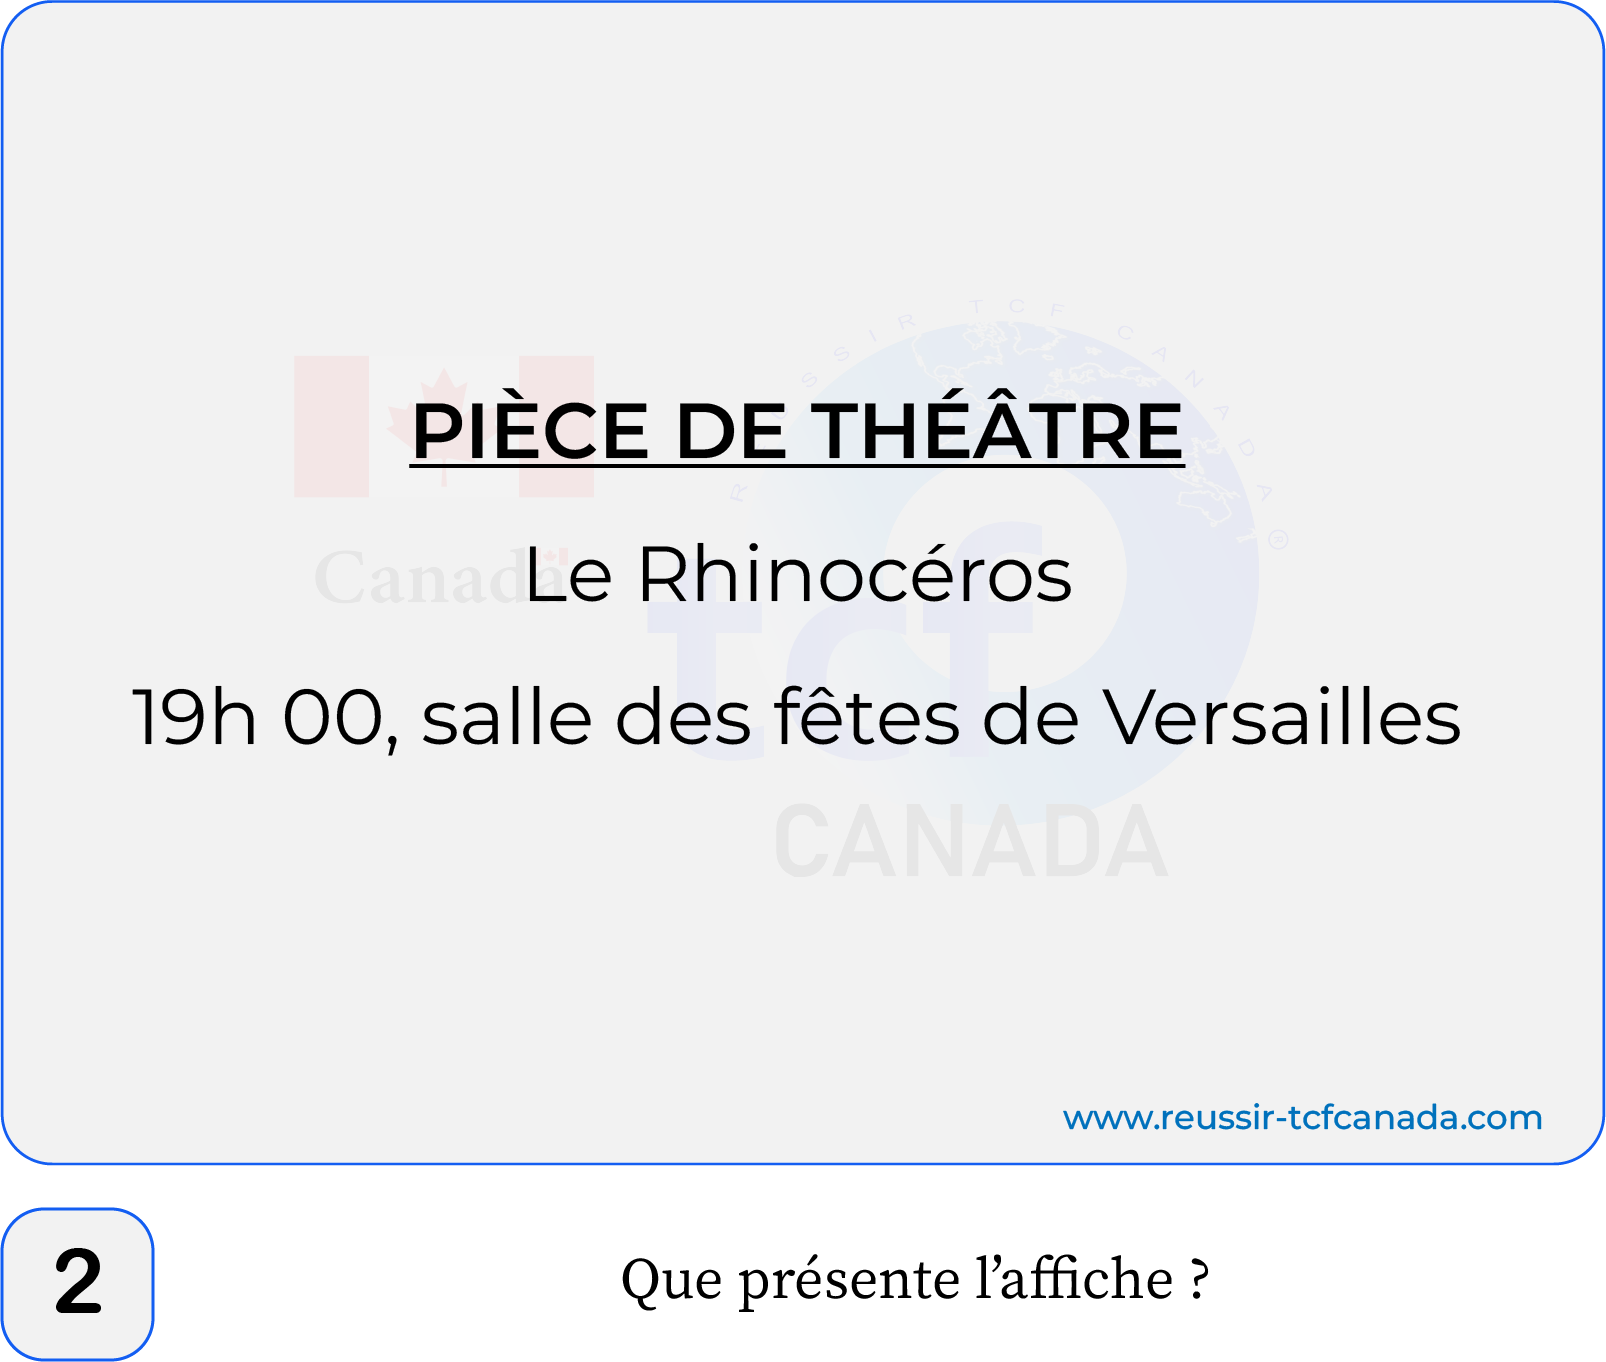 RÉUSSIR TCF CANADA®
PIÈCE DE THÉÂTRE
Canada
Le Rhinocéros
tcf
19h 00, salle des fêtes de Versailles
CANADA
www.reussir-tcfcanada.com
2
Que présente l’affiche ?